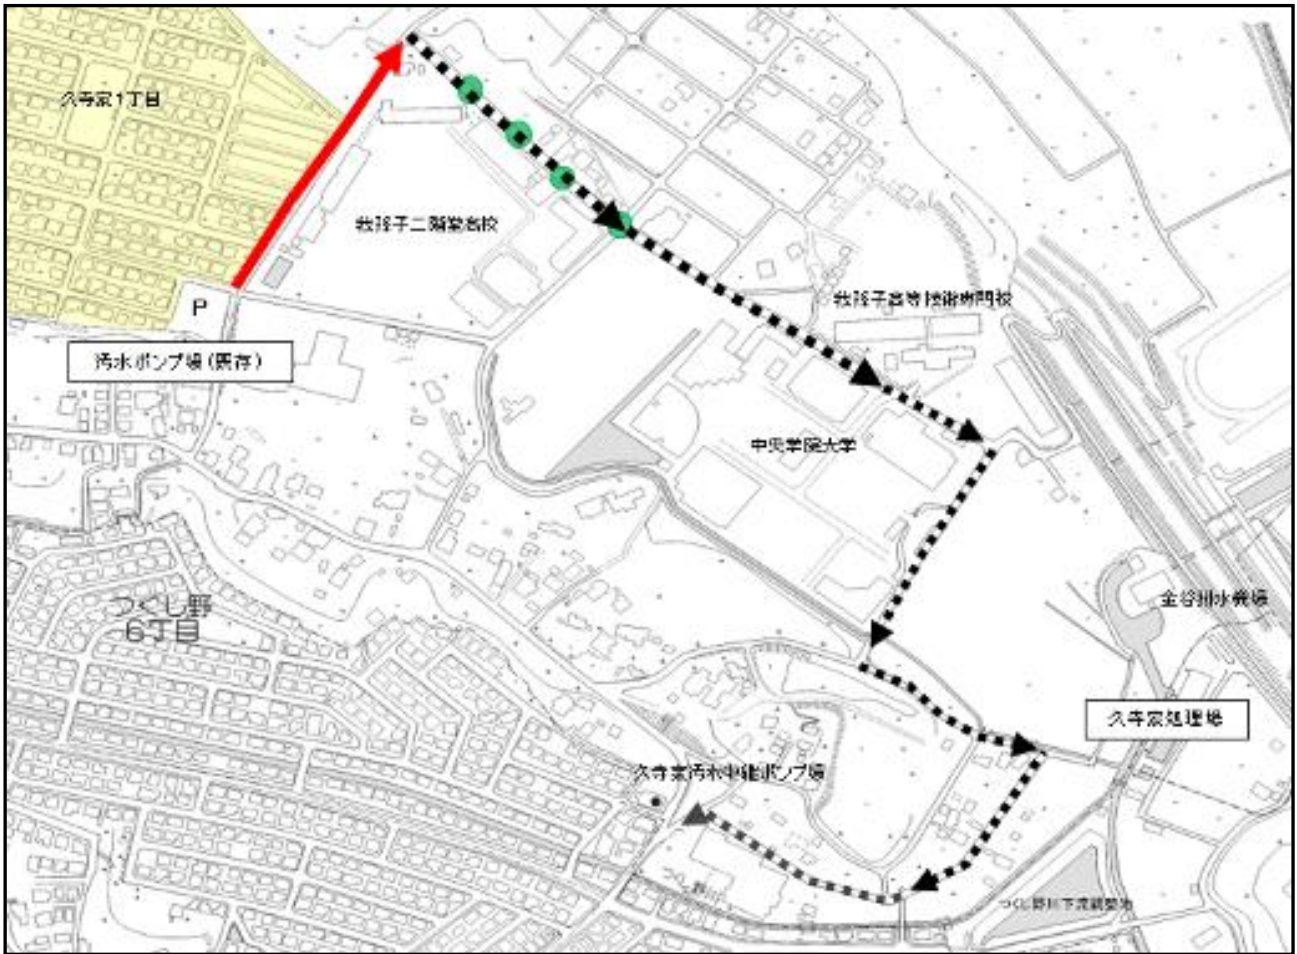 久寺家1丁目
我孫子二階堂高校
P
我孫子高等技術専門校
汚水ポンプ場(既存)
中央学院大学
つくし野
6丁目
金谷排水機場
久寺家処理場
久寺家汚水中継ポンプ場
つくし野
つくし野川下流調整池